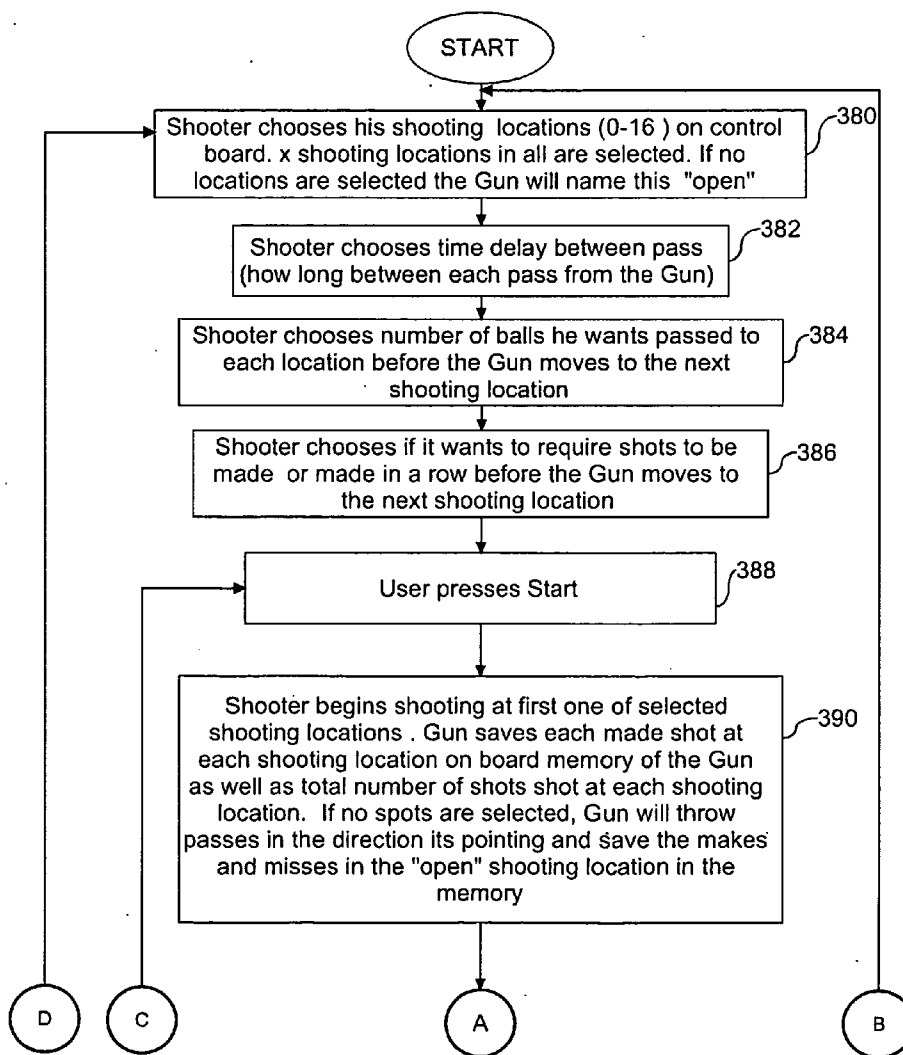 START
Shooter chooses his shooting locations (0-16 ) on control
board. x shooting locations in all are selected. If no
locations are selected the Gun will name this "open"
380
Shooter chooses time delay between pass
(how long between each pass from the Gun)
382
Shooter chooses number of balls he wants passed to
each location before the Gun moves to the next
shooting location
384
Shooter chooses if it wants to require shots to be
made or made in a row before the Gun moves to
the next shooting location
386
User presses Start
388
Shooter begins shooting at first one of selected
shooting locations . Gun saves each made shot at
each shooting location on board memory of the Gun
as well as total number of shots shot at each shooting
location. If no spots are selected, Gun will throw
passes in the direction its pointing and save the makes
and misses in the "open" shooting location in the
memory
390
D
C
A
B